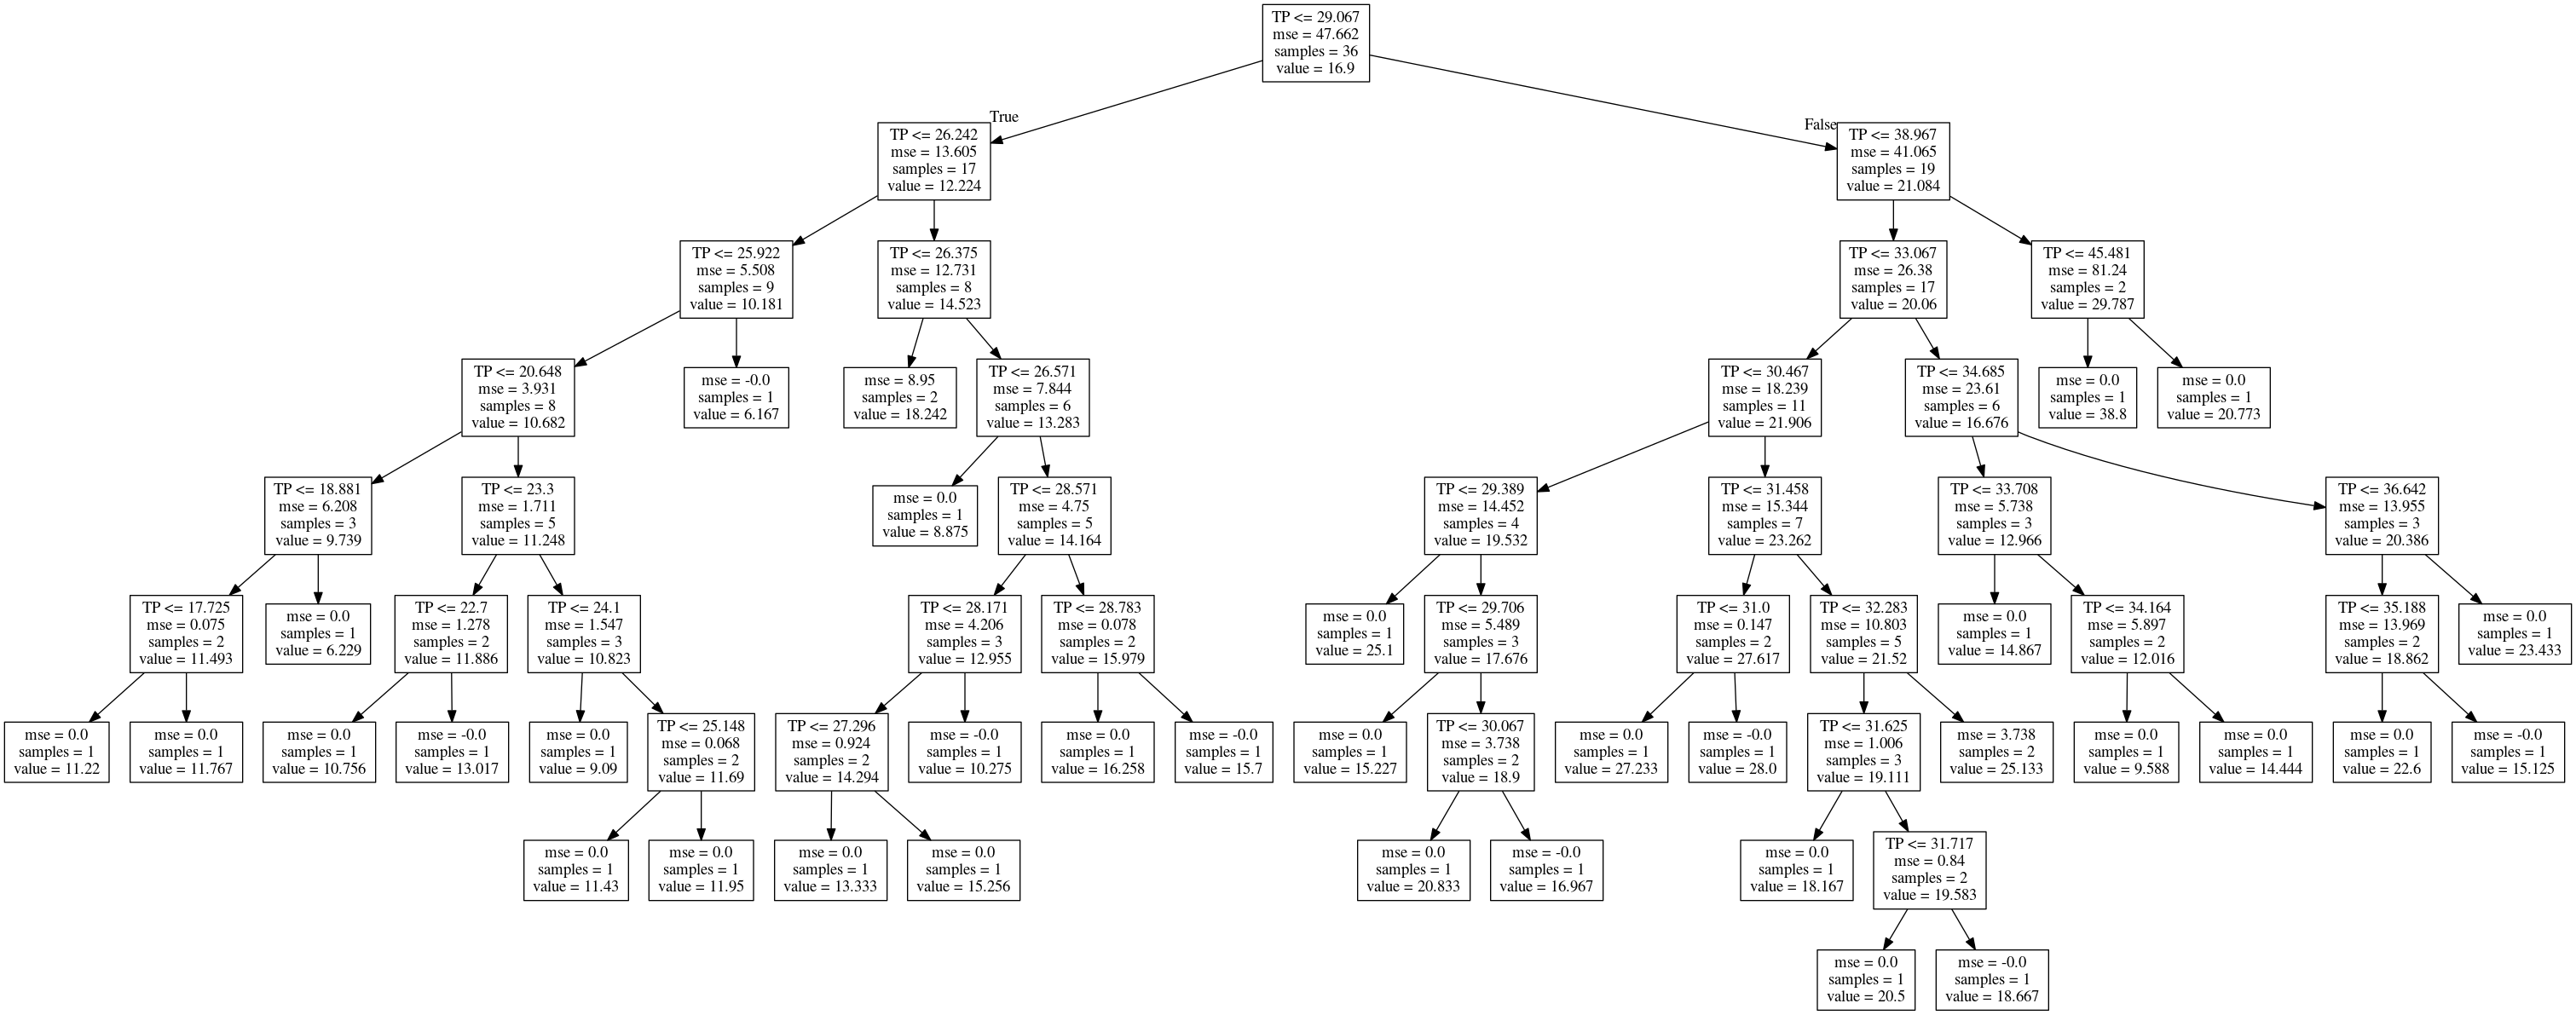 TP <= 29.067
mse = 47.662
samples = 36
value = 16.9
True
False
TP <= 26.242
mse = 13.605
samples = 17
value = 12.224
TP <= 38.967
mse = 41.065
samples = 19
value = 21.084
TP <= 25.922
mse = 5.508
samples = 9
value = 10.181
TP <= 26.375
mse = 12.731
samples = 8
value = 14.523
TP <= 33.067
mse = 26.38
samples = 17
value = 20.06
TP <= 45.481
mse = 81.24
samples = 2
value = 29.787
TP <= 20.648
mse = 3.931
samples = 8
value = 10.682
mse = -0.0
samples = 1
value = 6.167
mse = 8.95
samples = 2
value = 18.242
TP <= 26.571
mse = 7.844
samples = 6
value = 13.283
TP <= 30.467
mse = 18.239
samples = 11
value = 21.906
TP <= 34.685
mse = 23.61
samples = 6
value = 16.676
mse = 0.0
samples = 1
value = 38.8
mse = 0.0
samples = 1
value = 20.773
TP <= 18.881
mse = 6.208
samples = 3
value = 9.739
TP <= 23.3
mse = 1.711
samples = 5
value = 11.248
mse = 0.0
samples = 1
value = 8.875
TP <= 28.571
mse = 4.75
samples = 5
value = 14.164
TP <= 29.389
mse = 14.452
samples = 4
value = 19.532
TP <= 31.458
mse = 15.344
samples = 7
value = 23.262
TP <= 33.708
mse = 5.738
samples = 3
value = 12.966
TP <= 36.642
mse = 13.955
samples = 3
value = 20.386
TP <= 17.725
mse = 0.075
samples = 2
value = 11.493
mse = 0.0
samples = 1
value = 6.229
TP <= 22.7
mse = 1.278
samples = 2
value = 11.886
TP <= 24.1
mse = 1.547
samples = 3
value = 10.823
TP <= 28.171
mse = 4.206
samples = 3
value = 12.955
TP <= 28.783
mse = 0.078
samples = 2
value = 15.979
mse = 0.0
samples = 1
value = 25.1
TP <= 29.706
mse = 5.489
samples = 3
value = 17.676
TP <= 31.0
mse = 0.147
samples = 2
value = 27.617
TP <= 32.283
mse = 10.803
samples = 5
value = 21.52
mse = 0.0
samples = 1
value = 14.867
TP <= 34.164
mse = 5.897
samples = 2
value = 12.016
TP <= 35.188
mse = 13.969
samples = 2
value = 18.862
mse = 0.0
samples = 1
value = 23.433
mse = 0.0
samples = 1
value = 11.22
mse = 0.0
samples = 1
value = 11.767
mse = 0.0
samples = 1
value = 10.756
mse = -0.0
samples = 1
value = 13.017
mse = 0.0
samples = 1
value = 9.09
TP <= 25.148
mse = 0.068
samples = 2
value = 11.69
TP <= 27.296
mse = 0.924
samples = 2
value = 14.294
mse = -0.0
samples = 1
value = 10.275
mse = 0.0
samples = 1
value = 16.258
mse = -0.0
samples = 1
value = 15.7
mse = 0.0
samples = 1
value = 15.227
TP <= 30.067
mse = 3.738
samples = 2
value = 18.9
mse = 0.0
samples = 1
value = 27.233
mse = -0.0
samples = 1
value = 28.0
TP <= 31.625
mse = 1.006
samples = 3
value = 19.111
mse = 3.738
samples = 2
value = 25.133
mse = 0.0
samples = 1
value = 9.588
mse = 0.0
samples = 1
value = 14.444
mse = 0.0
samples = 1
value = 22.6
mse = -0.0
samples = 1
value = 15.125
mse = 0.0
samples = 1
value = 11.43
mse = 0.0
samples = 1
value = 11.95
mse = 0.0
samples = 1
value = 13.333
mse = 0.0
samples = 1
value = 15.256
mse = 0.0
samples = 1
value = 20.833
mse = -0.0
samples = 1
value = 16.967
mse = 0.0
samples = 1
value = 18.167
TP <= 31.717
mse = 0.84
samples = 2
value = 19.583
mse = 0.0
samples = 1
value = 20.5
mse = -0.0
samples = 1
value = 18.667